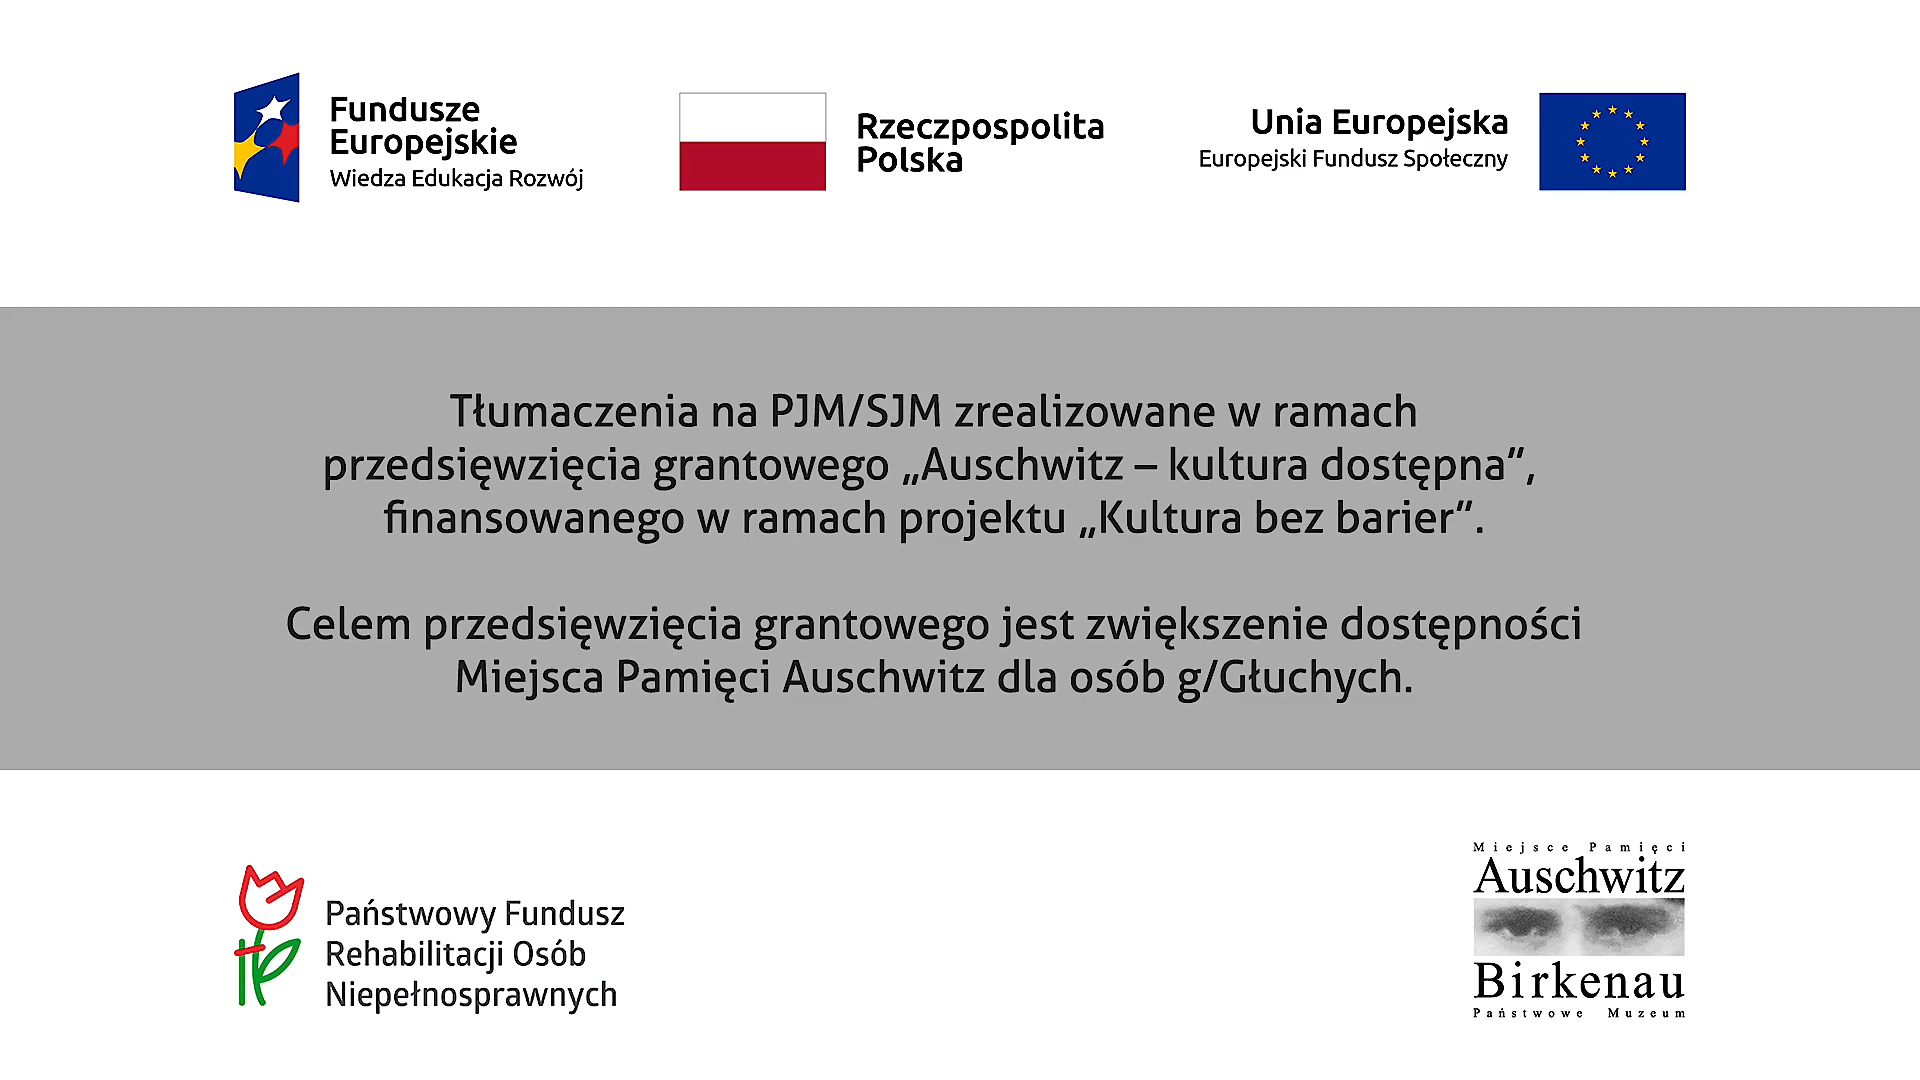 Fundusze
Europejskie
Wiedza Edukacja Rozwój
Rzeczpospolita
Polska
Unia Europejska
Europejski Fundusz Społeczny
Tłumaczenia na PJM/SJM zrealizowane w ramach
przedsięwzięcia grantowego „Auschwitz – kultura dostępna”,
finansowanego w ramach projektu „Kultura bez barier”.
Celem przedsięwzięcia grantowego jest zwiększenie dostępności
Miejsca Pamięci Auschwitz dla osób g/Głuchych.
Państwowy Fundusz
Rehabilitacji Osób
Niepełnosprawnych
Miejsce Pamięci
Auschwitz
Birkenau
Państwowe Muzeum